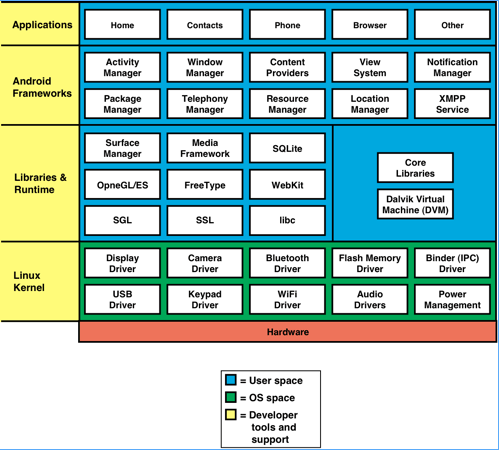 Applications
Home
Contacts
Phone
Browser
Other
Android
Frameworks
Activity
Manager
Window
Manager
Content
Providers
View
System
Notification
Manager
Package
Manager
Telephony
Manager
Resource
Manager
Location
Manager
XMPP
Service
Libraries &
Runtime
Surface
Manager
Media
Framework
SQLite
OpneGL/ES
FreeType
WebKit
SGL
SSL
libc
Core
Libraries
Dalvik Virtual
Machine (DVM)
Linux
Kernel
Display
Driver
Camera
Driver
Bluetooth
Driver
Flash Memory
Driver
Binder (IPC)
Driver
USB
Driver
Keypad
Driver
WiFi
Driver
Audio
Drivers
Power
Management
Hardware
= User space
= OS space
= Developer
tools and
support